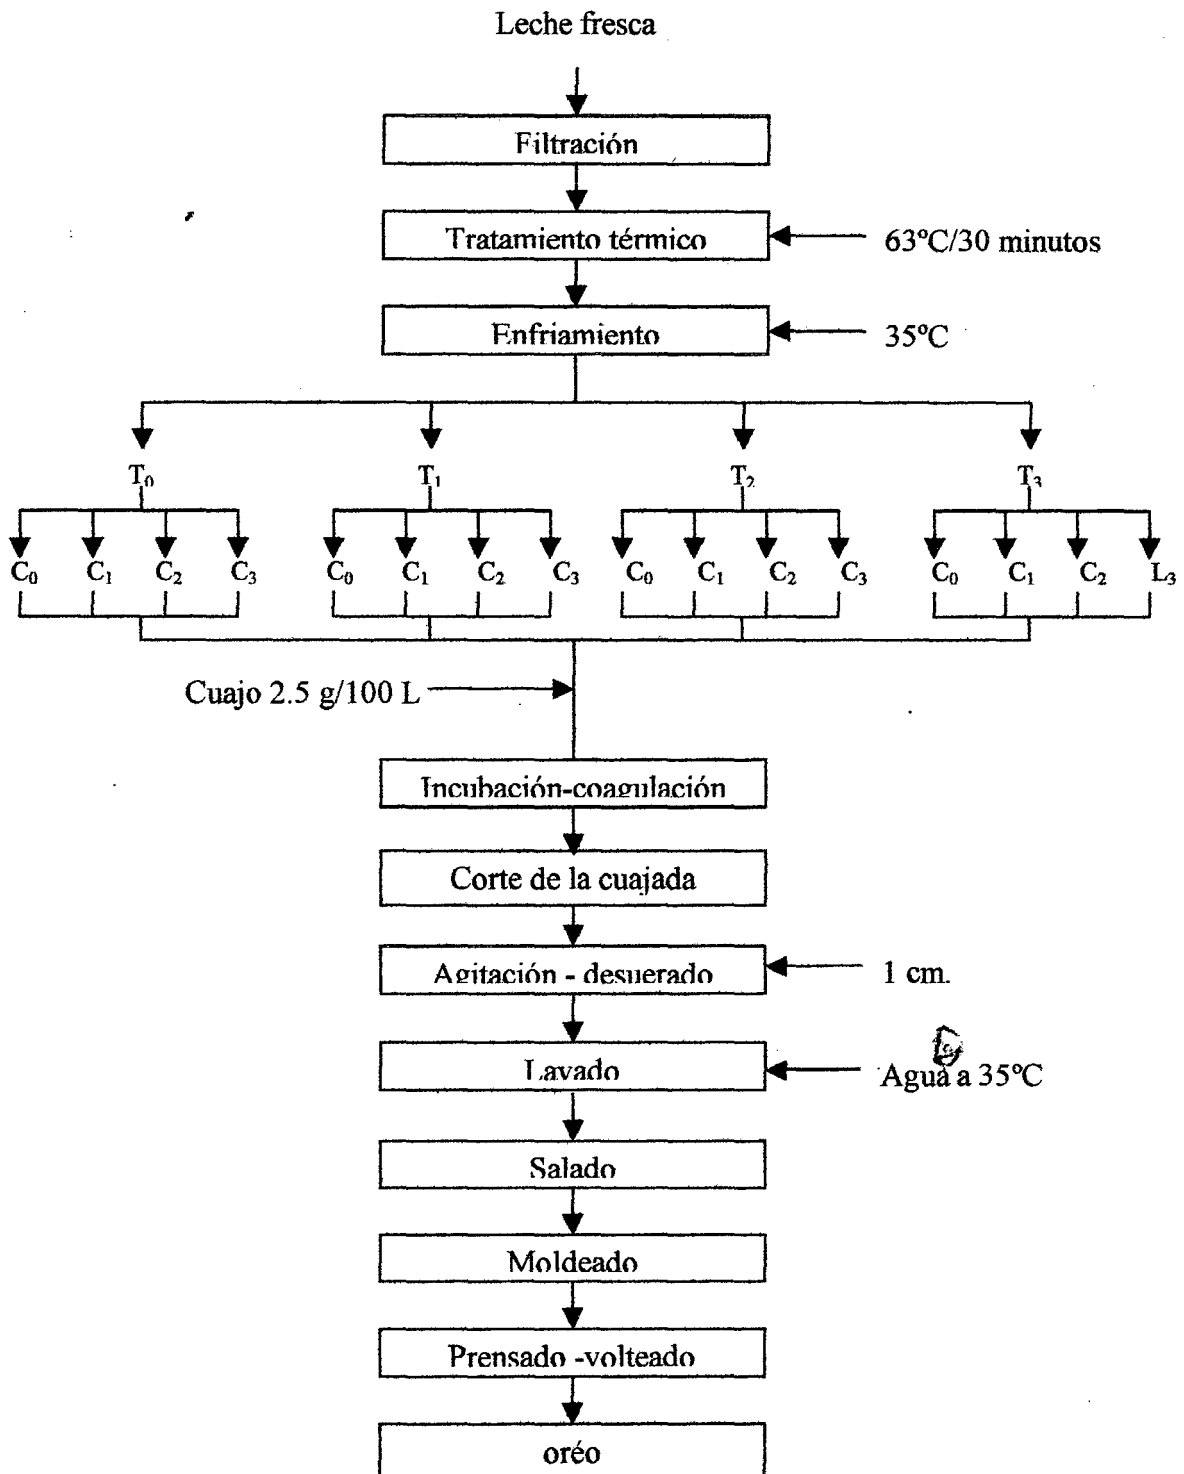 Leche fresca
Filtración
Tratamiento térmico
63ºC/30 minutos
Enfriamiento
35ºC
T₀ T₁ T₂ T₃
C₀ C₁ C₂ C₃ C₀ C₁ C₂ C₃ C₀ C₁ C₂ C₃ C₀ C₁ C₂ L₃
Cuajo 2.5 g/100 L
Incubación-coagulación
Corte de la cuajada
Agitación - desuerado
1 cm.
Lavado
Agua a 35ºC
Salado
Moldeado
Prensado -volteado
oréo